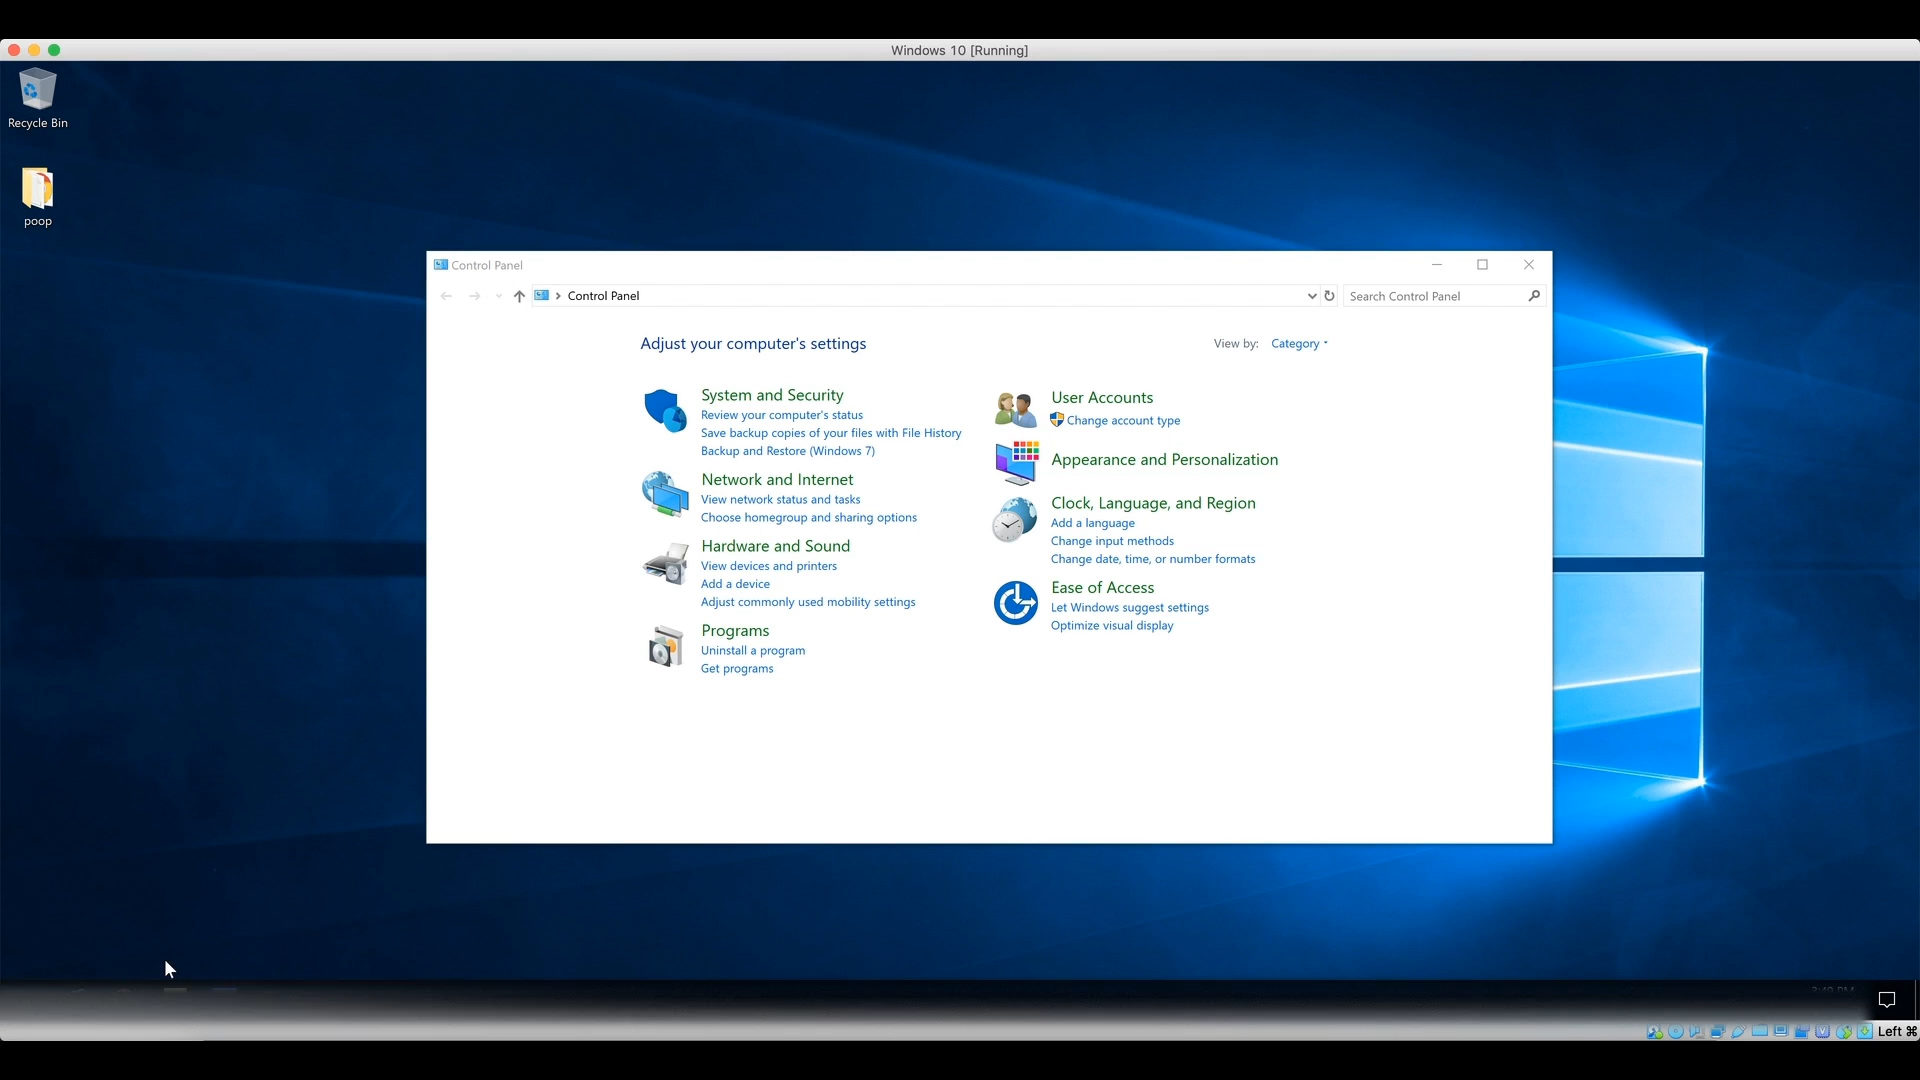 Windows 10 [Running]
Recycle Bin
poop
Control Panel
Control Panel
Search Control Panel
Adjust your computer's settings
View by: Category
System and Security
Review your computer's status
Save backup copies of your files with File History
Backup and Restore (Windows 7)
Network and Internet
View network status and tasks
Choose homegroup and sharing options
Hardware and Sound
View devices and printers
Add a device
Adjust commonly used mobility settings
Programs
Uninstall a program
Get programs
User Accounts
Change account type
Appearance and Personalization
Clock, Language, and Region
Add a language
Change input methods
Change date, time, or number formats
Ease of Access
Let Windows suggest settings
Optimize visual display
Left ⌘